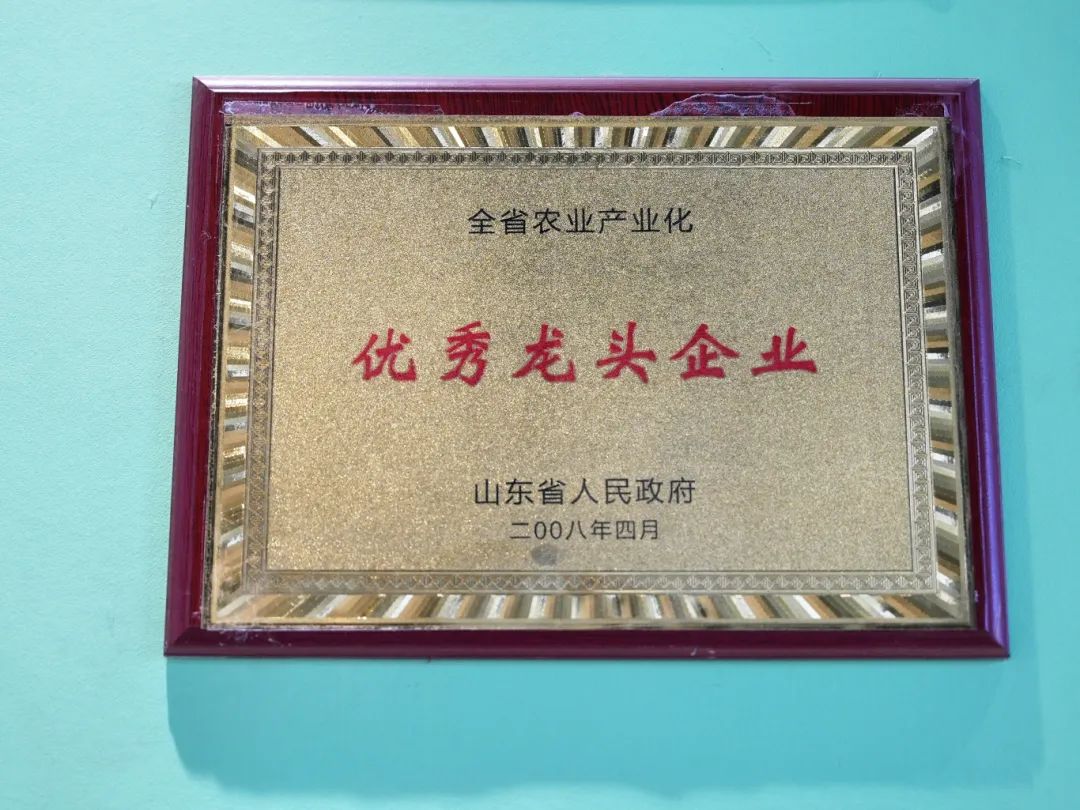 全省农业产业化
优秀龙头企业
山东省人民政府
二00八年四月